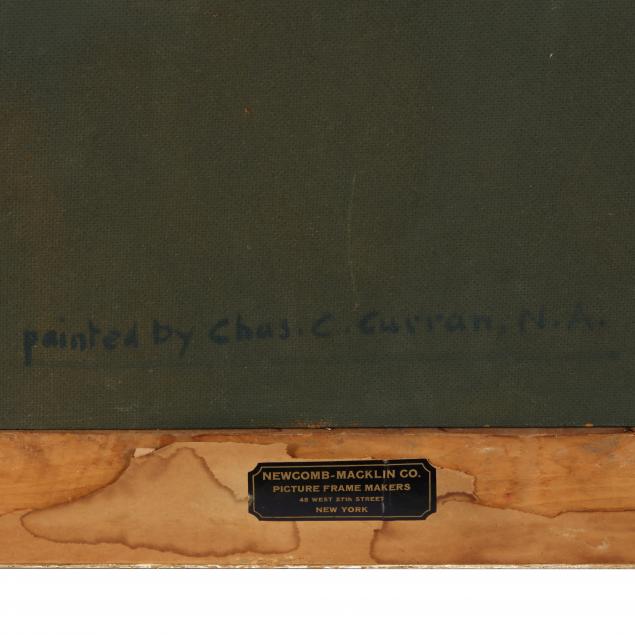 painted by Chas. C. Curran, N.A.
NEWCOMB-MACKLIN CO.
PICTURE FRAME MAKERS
45 WEST 27th STREET
NEW YORK